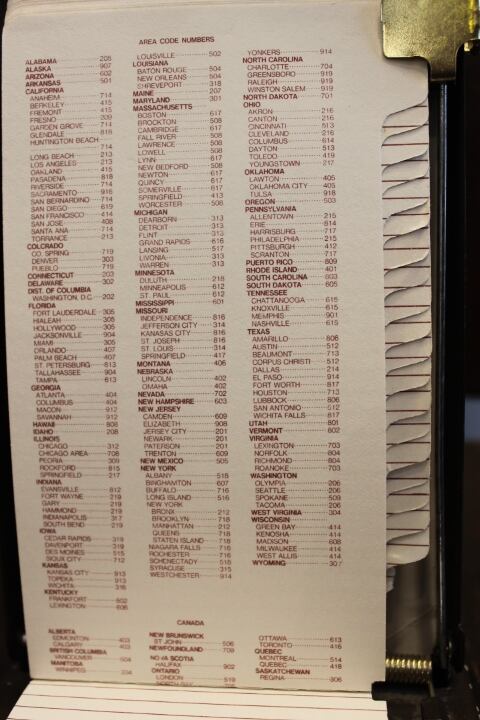 AREA CODE NUMBERS
ALABAMA 205
ALASKA 907
ARIZONA 602
ARKANSAS 501
CALIFORNIA
ANAHEIM 714
BERKELEY 415
FREMONT 415
FRESNO 209
GARDEN GROVE 714
GLENDALE 818
HUNTINGTON BEACH
714
LONG BEACH 213
LOS ANGELES 213
OAKLAND 415
PASADENA 818
RIVERSIDE 714
SACRAMENTO 916
SAN BERNARDINO 714
SAN DIEGO 619
SAN FRANCISCO 414
SAN JOSE 408
SANTA ANA 714
TORRANCE 213
COLORADO
CO. SPRING 719
DENVER 303
PUEBLO 719
CONNECTICUT 203
DELAWARE 302
DIST. OF COLUMBIA
WASHINGTON, D.C. 202
FLORIDA
FORT LAUDERDALE 305
HIALEAH 305
HOLLYWOOD 305
JACKSONVILLE 904
MIAMI 305
ORLANDO 407
PALM BEACH 407
ST. PETERSBURG 813
TALLAHASSEE 904
TAMPA 613
GEORGIA
ATLANTA 404
COLUMBUS 404
MACON 912
SAVANNAH 912
HAWAII 808
IDAHO 208
ILLINOIS
CHICAGO 312
CHICAGO AREA 708
PEORIA 309
ROCKFORD 815
SPRINGFIELD 217
INDIANA
EVANSVILLE 812
FORT WAYNE 219
GARY 219
HAMMOND 219
INDIANAPOLIS 317
SOUTH BEND 219
IOWA
CEDAR RAPIDS 319
DAVENPORT 319
DES MOINES 515
SIOUX CITY 712
KANSAS
KANSAS CITY 913
TOPEKA 913
WICHITA 316
KENTUCKY
FRANKFORT 502
LEXINGTON 606
LOUISVILLE 502
LOUISIANA
BATON ROUGE 504
NEW ORLEANS 504
SHREVEPORT 318
MAINE 207
MARYLAND 301
MASSACHUSETTS
BOSTON 617
BROCKTON 508
CAMBRIDGE 617
FALL RIVER 508
LAWRENCE 508
LOWELL 508
LYNN 617
NEW BEDFORD 508
NEWTON 617
QUINCY 617
SOMERVILLE 617
SPRINGFIELD 413
WORCESTER 508
MICHIGAN
DEARBORN 313
DETROIT 313
FLINT 313
GRAND RAPIDS 616
LANSING 517
LIVONIA 313
WARREN 313
MINNESOTA
DULUTH 218
MINNEAPOLIS 612
ST. PAUL 612
MISSISSIPPI 601
MISSOURI
INDEPENDENCE 816
JEFFERSON CITY 314
KANASAS CITY 816
ST. JOSEPH 816
ST. LOUIS 314
SPRINGFIELD 417
MONTANA 406
NEBRASKA
LINCOLN 402
OMAHA 402
NEVADA 702
NEW HAMPSHIRE 603
NEW JERSEY
CAMDEN 609
ELIZABETH 908
JERSEY CITY 201
NEWARK 201
PATERSON 201
TRENTON 609
NEW MEXICO 505
NEW YORK
ALBANY 518
BINGHAMTON 607
BUFFALO 716
LONG ISLAND 516
NEW YORK
BRONX 212
BROOKLYN 718
MANHATTAN 212
QUEENS 718
STATEN ISLAND 718
NIAGARA FALLS 716
ROCHESTER 716
SCHENECTADY 518
SYRACUSE 315
WESTCHESTER 914
YONKERS 914
NORTH CAROLINA
CHARLOTTE 704
GREENSBORO 919
RALEIGH 919
WINSTON SALEM 919
NORTH DAKOTA 701
OHIO
AKRON 216
CANTON 216
CINCINNATI 513
CLEVELAND 216
COLUMBUS 614
DAYTON 513
TOLEDO 419
YOUNGSTOWN 217
OKLAHOMA
LAWTON 405
OKLAHOMA CITY 405
TULSA 918
OREGON 503
PENNSYLVANIA
ALLENTOWN 215
ERIE 814
HARRISBURG 717
PHILADELPHIA 215
PITTSBURGH 412
SCRANTON 717
PUERTO RICO 809
RHODE ISLAND 401
SOUTH CAROLINA 803
SOUTH DAKOTA 605
TENNESSEE
CHATTANOOGA 615
KNOXVILLE 615
MEMPHIS 901
NASHVILLE 615
TEXAS
AMARILLO 806
AUSTIN 512
BEAUMONT 713
CORPUS CHRISTI 512
DALLAS 214
EL PASO 914
FORT WORTH 817
HOUSTON 713
LUBBOCK 806
SAN ANTONIO 512
WICHITA FALLS 817
UTAH 801
VERMONT 802
VIRGINIA
LEXINGTON 703
NORFOLK 804
RICHMOND 804
ROANOKE 703
WASHINGTON
OLYMPIA 206
SEATTLE 206
SPOKANE 509
TACOMA 206
WEST VIRGINIA 304
WISCONSIN
GREEN BAY 414
KENOSHA 414
MADISON 608
MILWAUKEE 414
WEST ALLIS 414
WYOMING 307
CANADA
ALBERTA
EDMONTON 403
CALGARY 403
BRITISH COLUMBIA
VANCOUVER 504
MANITOBA
WINNIPEG 204
NEW BRUNSWICK
ST JOHN 506
NEWFOUNDLAND 709
NOVA SCOTIA
HALIFAX 902
ONTARIO
LONDON 519
NORTH BAY 705
OTTAWA 613
TORONTO 416
QUEBEC
MONTREAL 514
QUEBEC 418
SASKATCHEWAN
REGINA 306